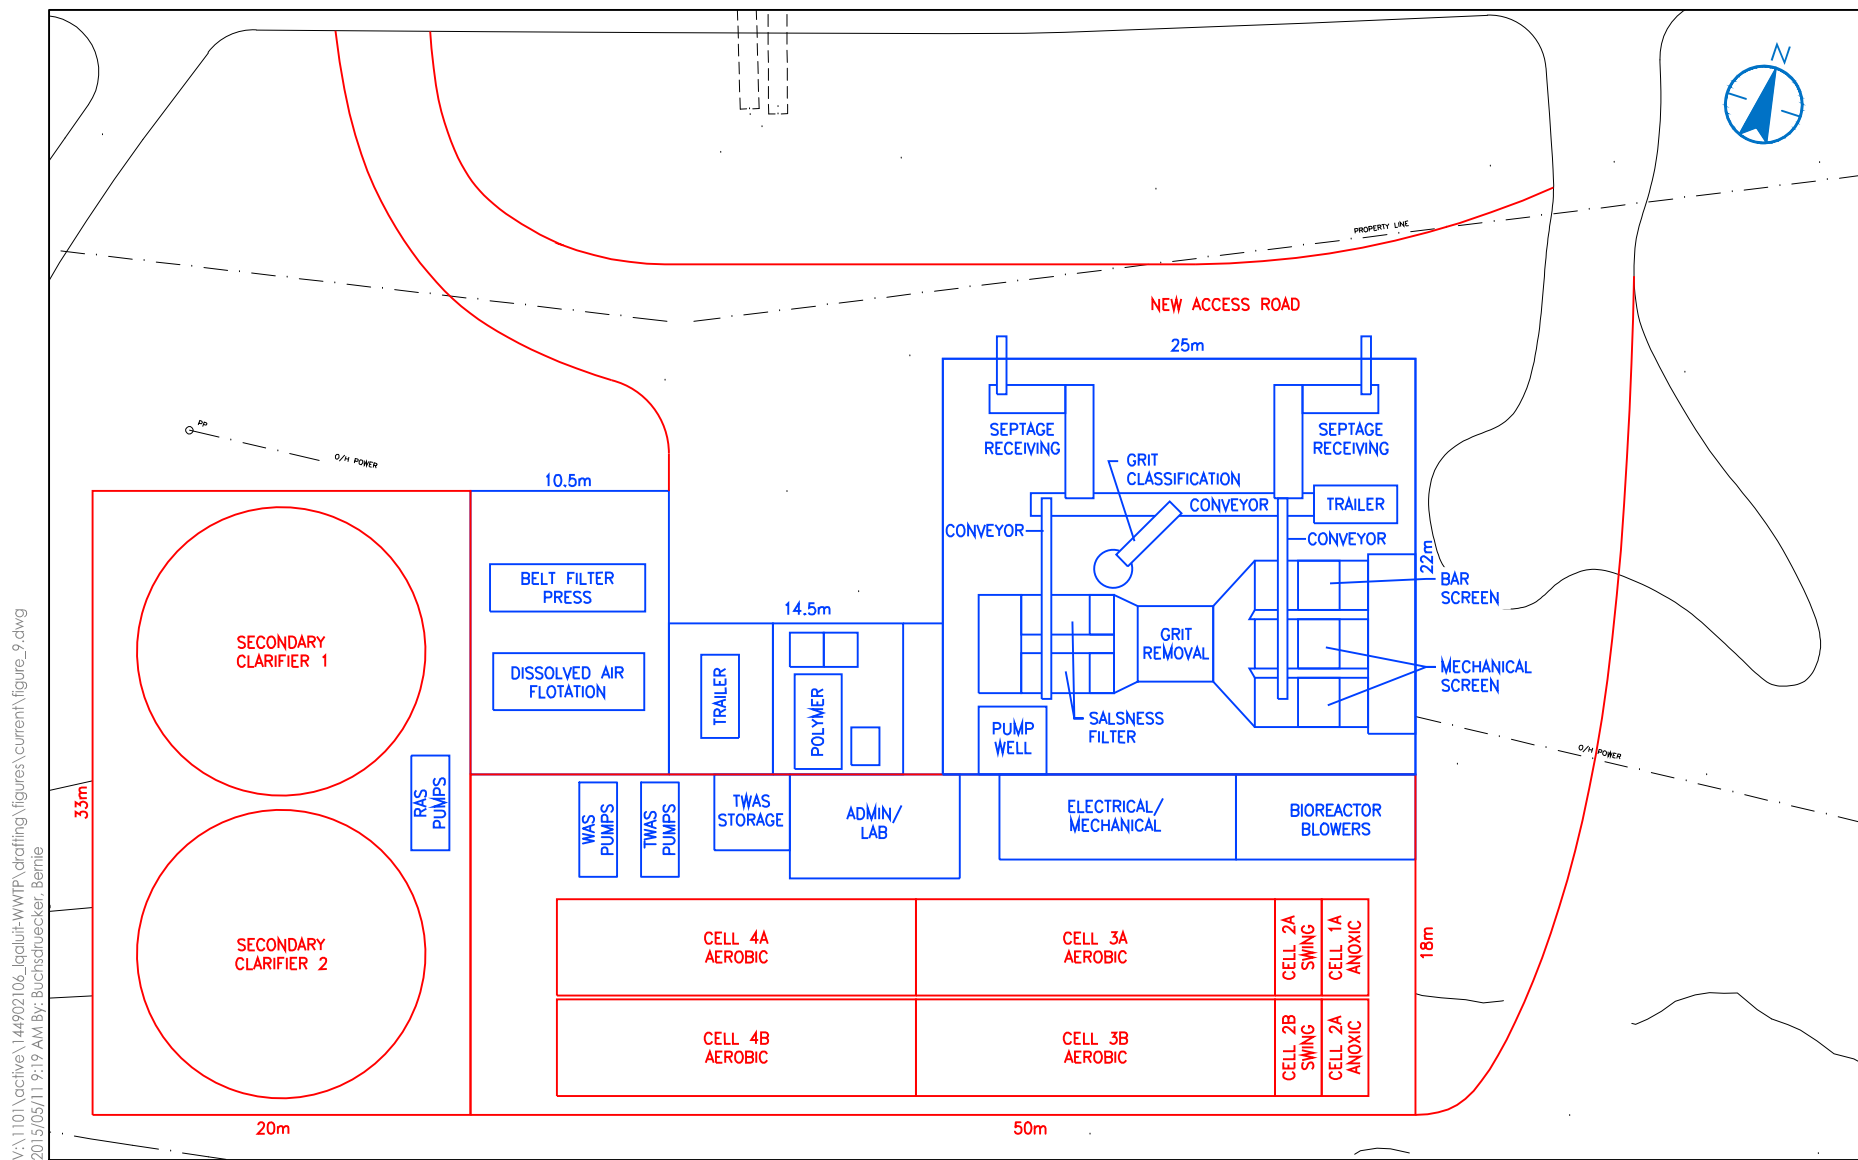 N
PROPERTY LINE
NEW ACCESS ROAD
25m
PP
O/H POWER
SEPTAGE
RECEIVING
SEPTAGE
RECEIVING
GRIT
CLASSIFICATION
10.5m
CONVEYOR
TRAILER
CONVEYOR
CONVEYOR
22m
BAR
SCREEN
BELT FILTER
PRESS
14.5m
SECONDARY
CLARIFIER 1
GRIT
REMOVAL
DISSOLVED AIR
FLOTATION
MECHANICAL
SCREEN
TRAILER
POLYMER
SALSNESS
FILTER
PUMP
WELL
O/H POWER
33m
RAS
PUMPS
WAS
PUMPS
TWAS
PUMPS
TWAS
STORAGE
ADMIN/
LAB
ELECTRICAL/
MECHANICAL
BIOREACTOR
BLOWERS
SECONDARY
CLARIFIER 2
CELL 4A
AEROBIC
CELL 3A
AEROBIC
CELL 2A
SWING
CELL 1A
ANOXIC
18m
CELL 4B
AEROBIC
CELL 3B
AEROBIC
CELL 2B
SWING
CELL 2A
ANOXIC
20m
50m
V:\1101\active\144902106_Iqaluit-WWTP\drafting\figures\current\figure_9.dwg
2015/05/11 9:19 AM By: Buchsdruecker, Bernie